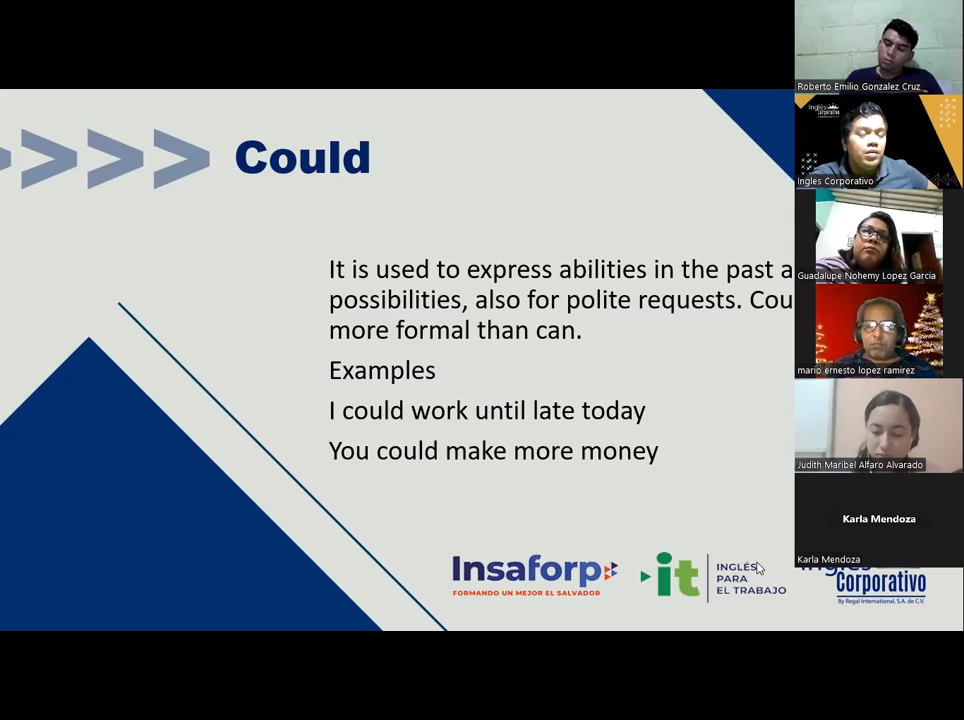 Could
It is used to express abilities in the past
possibilities, also for polite requests.
more formal than can.
Examples
I could work until late today
You could make more money
Insaforp
FORMANDO UN MEJOR EL SALVADOR
it
INGLÉS
PARA
EL TRABAJO
Corporativo
By Regal International, S.A. de C.V.
Roberto Emilio Gonzalez Cruz
Inglés
Corporativo
Ingles Corporativo
Guadalupe Nohemy Lopez Garcia
mario ernesto lopez ramirez
Judith Maribel Alfaro Alvarado
Karla Mendoza
Karla Mendoza